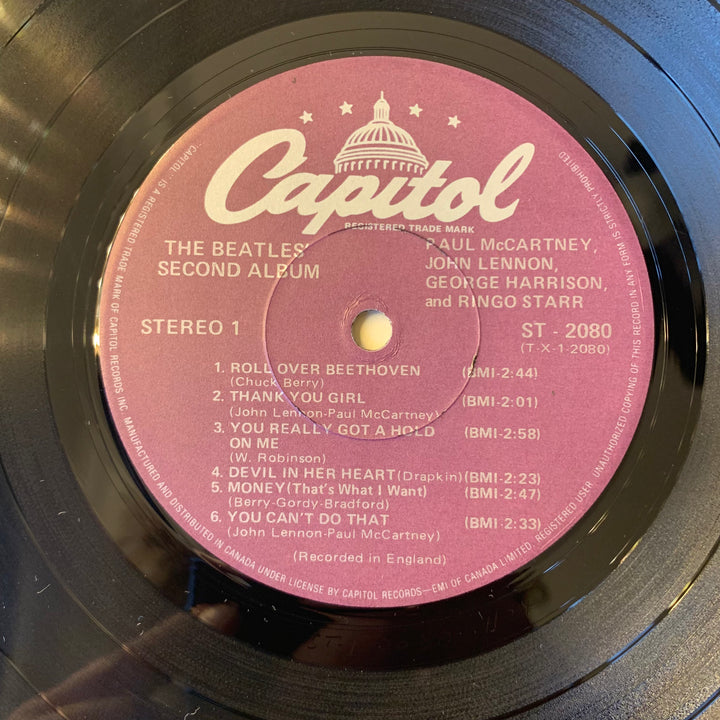 Capitol
REGISTERED TRADE MARK
THE BEATLES'
SECOND ALBUM
PAUL McCARTNEY,
JOHN LENNON,
GEORGE HARRISON,
and RINGO STARR
STEREO 1
ST - 2080
(T-X-1-2080)
1. ROLL OVER BEETHOVEN (BMI-2:44)
(Chuck Berry)
2. THANK YOU GIRL (BMI-2:01)
(John Lennon-Paul McCartney)
3. YOU REALLY GOT A HOLD (BMI-2:58)
ON ME
(W. Robinson)
4. DEVIL IN HER HEART (Drapkin) (BMI-2:23)
5. MONEY (That's What I Want) (BMI-2:47)
(Berry-Gordy-Bradford)
6. YOU CAN'T DO THAT (BMI-2:33)
(John Lennon-Paul McCartney)
(Recorded in England)
"CAPITOL" IS A REGISTERED TRADE MARK OF CAPITOL RECORDS INC. MANUFACTURED AND DISTRIBUTED IN CANADA UNDER LICENSE BY CAPITOL RECORDS—EMI OF CANADA LIMITED, REGISTERED USER. UNAUTHORIZED COPYING OF THIS RECORD IN ANY FORM IS STRICTLY PROHIBITED